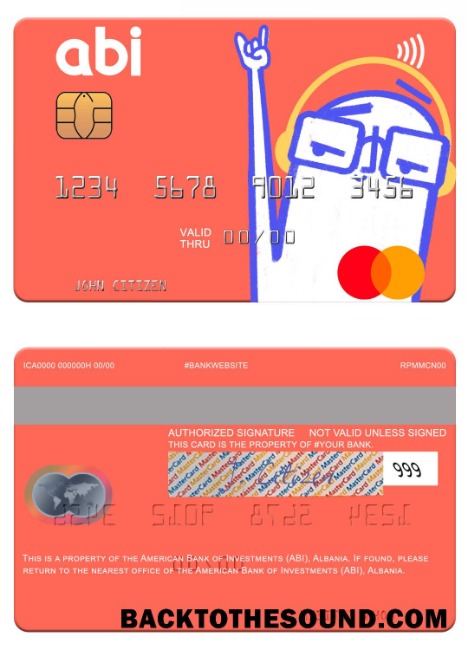 abi
1234 5678 9012 3456
VALID
THRU 00/00
JOHN CITIZEN
ICA0000 000000H 00/00 #BANKWEBSITE RPMMCN00
AUTHORIZED SIGNATURE NOT VALID UNLESS SIGNED
THIS CARD IS THE PROPERTY OF #YOUR BANK.
MasterCard MasterCard MasterCard
999
THIS IS A PROPERTY OF THE AMERICAN BANK OF INVESTMENTS (ABI), ALBANIA. IF FOUND, PLEASE
RETURN TO THE NEAREST OFFICE OF THE AMERICAN BANK OF INVESTMENTS (ABI), ALBANIA.
BACKTOTHESOUND.COM